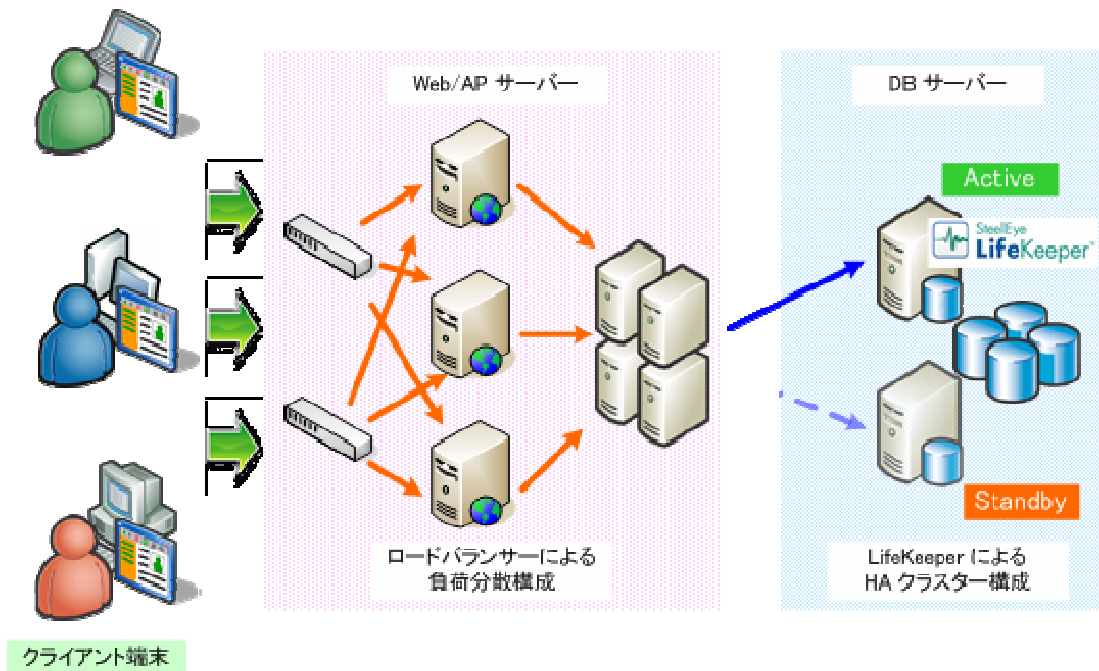 Web/AP サーバー
DB サーバー
Active
SteelEye
LifeKeeper
Standby
ロードバランサーによる
負荷分散構成
LifeKeeper による
HA クラスター構成
クライアント端末